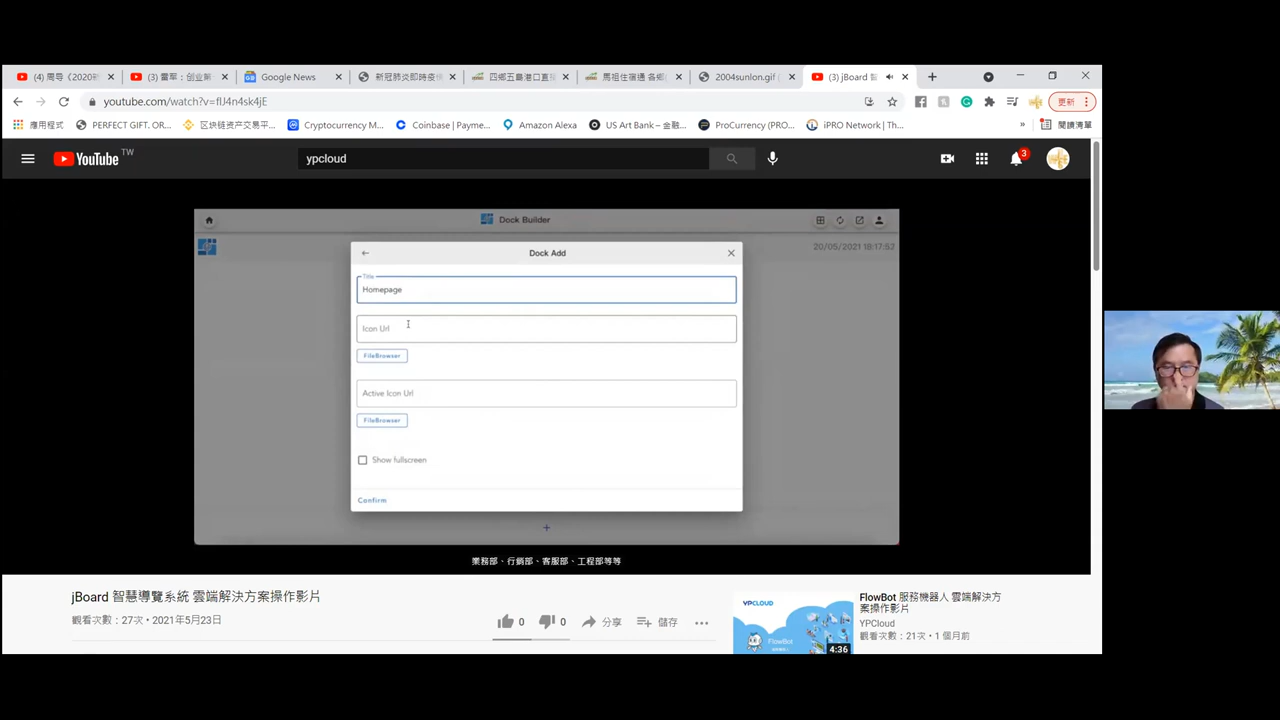 (4) 周导《2020新
(3) 雷军：创业第
Google News
新冠肺炎即時疫情
四鄉五島港口直
馬祖住宿通 各鄉
2004sunlon.gif (
(3) jBoard 智
youtube.com/watch?v=flJ4n4sk4jE
更新
應用程式
PERFECT GIFT. OR...
区块链资产交易平...
Cryptocurrency M...
Coinbase | Payme...
Amazon Alexa
US Art Bank – 金融...
ProCurrency (PRO...
iPRO Network | Th...
»
閱讀清單
YouTube TW
ypcloud
3
Dock Builder
20/05/2021 18:17:52
Dock Add
Title
Homepage
Icon Url
FileBrowser
Active Icon Url
FileBrowser
Show fullscreen
Confirm
業務部、行銷部、客服部、工程部等等
jBoard 智慧導覽系統 雲端解決方案操作影片
觀看次數：27次 • 2021年5月23日
0
0
分享
儲存
YPCLOUD
FlowBot
4:36
FlowBot 服務機器人 雲端解決方
案操作影片
YPCloud
觀看次數：21次 • 1 個月前